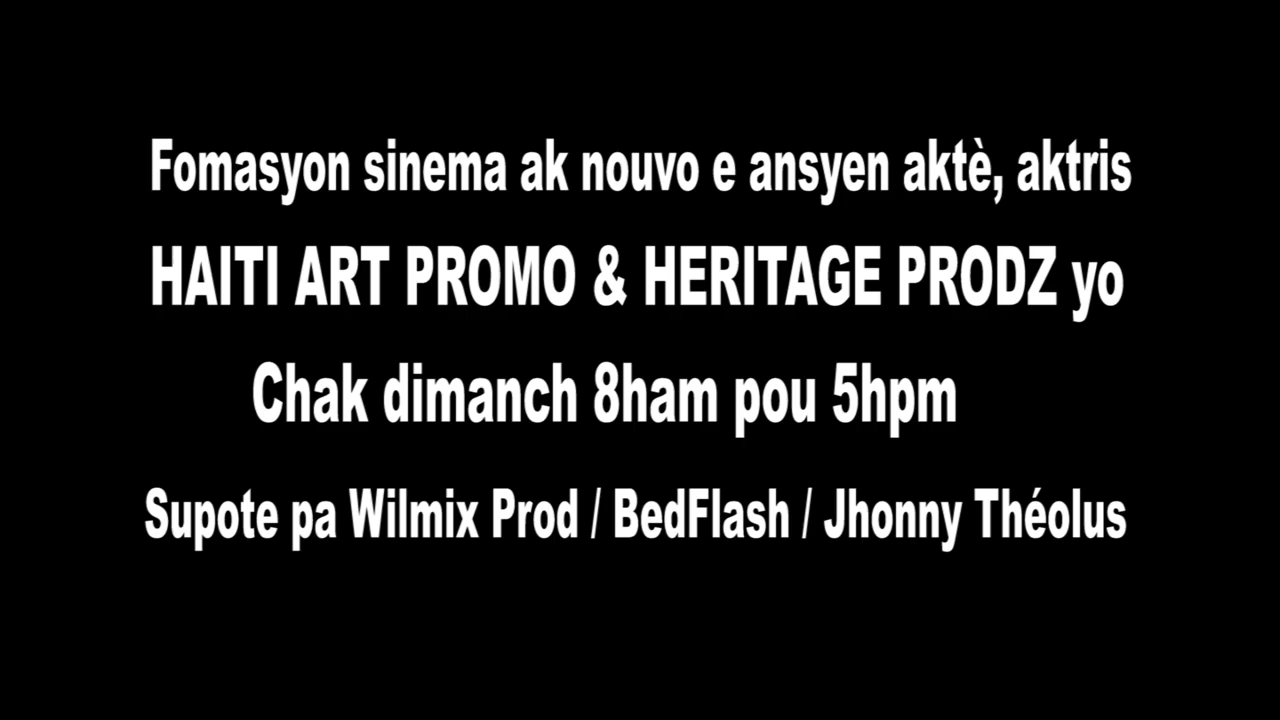 Fomasyon sinema ak nouvo e ansyen aktè, aktris
HAITI ART PROMO & HERITAGE PRODZ yo
Chak dimanch 8ham pou 5hpm
Supote pa Wilmix Prod / BedFlash / Jhonny Théolus